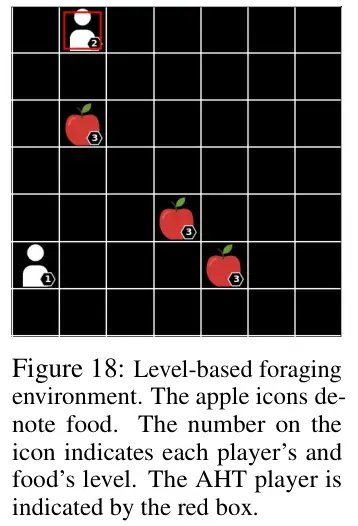 2
3
3
1
3
Figure 18: Level-based foraging
environment. The apple icons de-
note food. The number on the
icon indicates each player's and
food's level. The AHT player is
indicated by the red box.